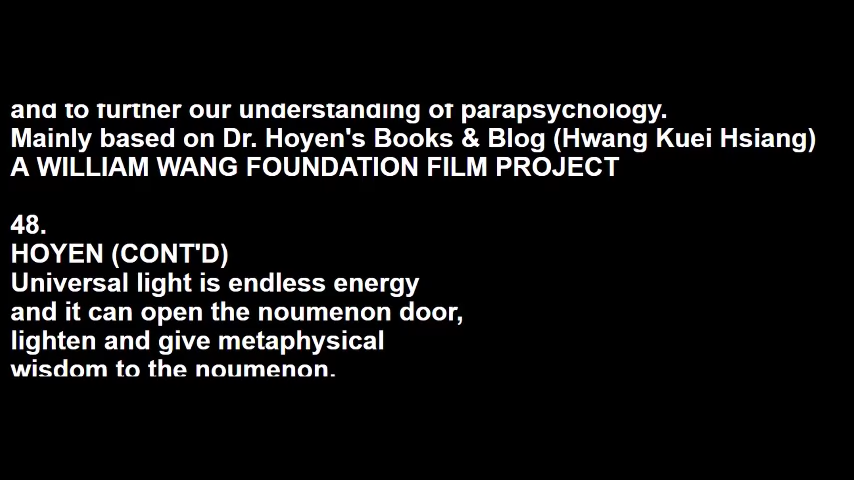 and to further our understanding of parapsychology.
Mainly based on Dr. Hoyen's Books & Blog (Hwang Kuei Hsiang)
A WILLIAM WANG FOUNDATION FILM PROJECT
48.
HOYEN (CONT'D)
Universal light is endless energy
and it can open the noumenon door,
lighten and give metaphysical
wisdom to the noumenon.